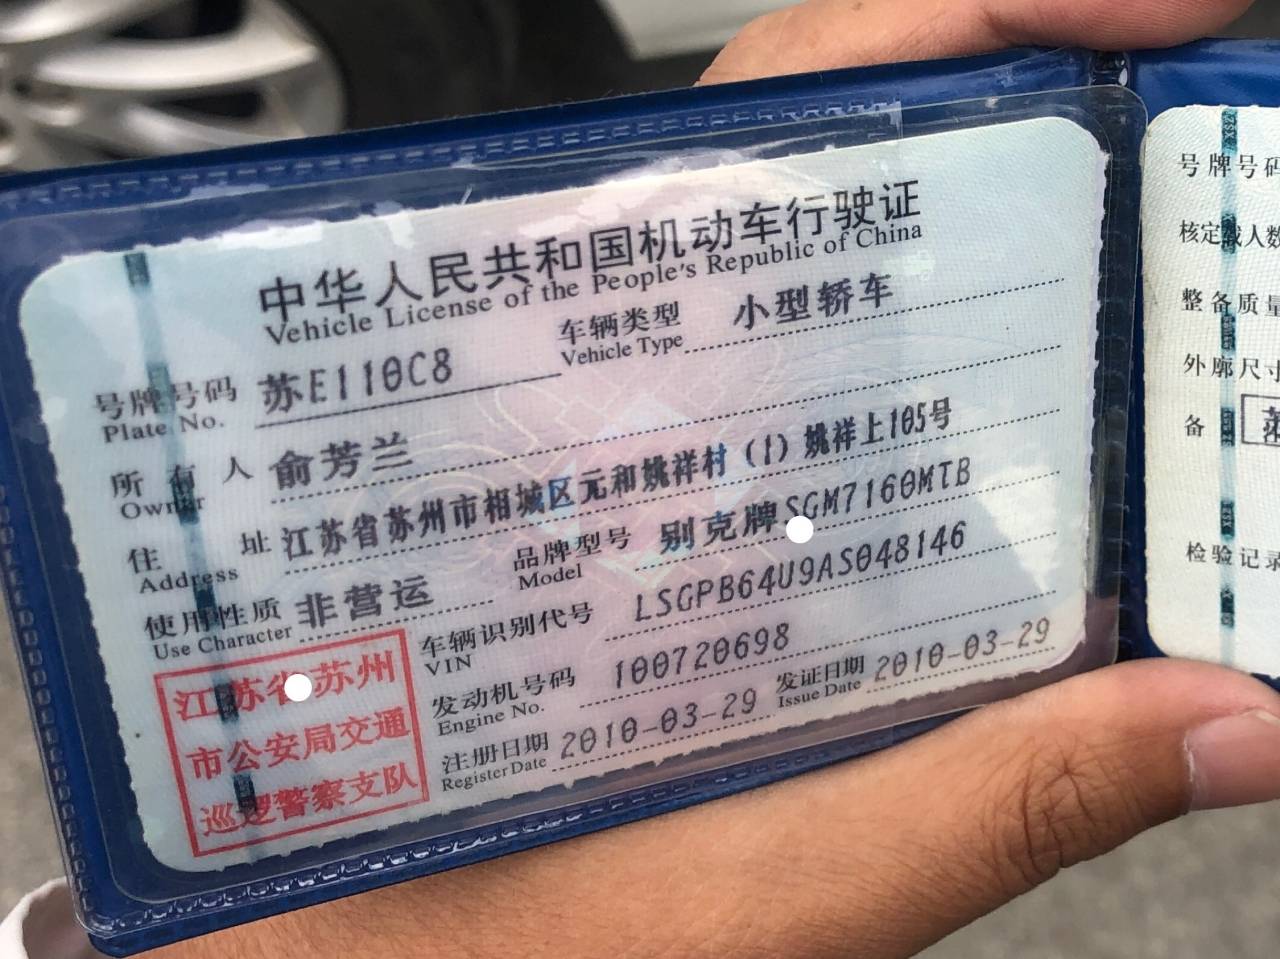 中华人民共和国机动车行驶证
Vehicle License of the People's Republic of China
号牌号码 苏E110C8 车辆类型 小型轿车
Plate No. Vehicle Type
所有人 俞芳兰
Owner
住址 江苏省苏州市相城区元和姚祥村（1）姚祥上105号
Address
使用性质 非营运 品牌型号 别克牌SGM7160MTB
Use Character Model
车辆识别代号 LSGPB64U9AS048146
VIN
发动机号码 100720698
Engine No.
注册日期 2010-03-29 发证日期 2010-03-29
Register Date Issue Date
江苏省苏州
市公安局交通
巡逻警察支队
号牌号码
核定载人数
整备质量
外廓尺寸
备
检验记录